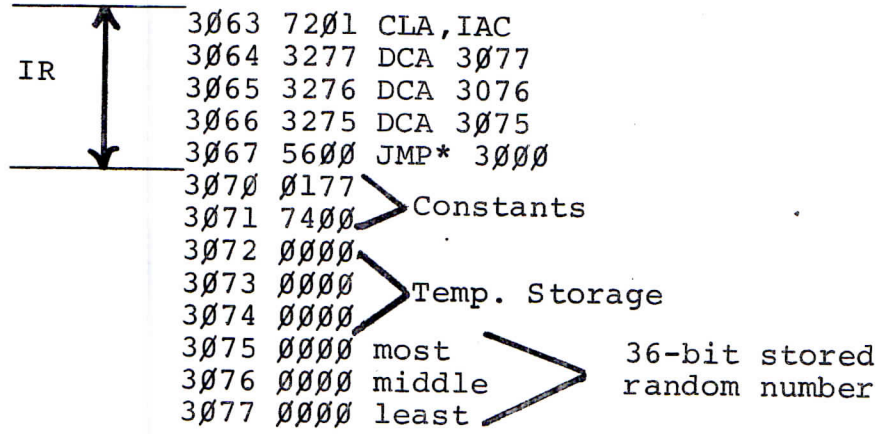 3Ø63 72Ø1 CLA,IAC
3Ø64 3277 DCA 3Ø77
IR
3Ø65 3276 DCA 3Ø76
3Ø66 3275 DCA 3Ø75
3Ø67 56ØØ JMP* 3ØØØ
3Ø7Ø Ø177
Constants
3Ø71 74ØØ
3Ø72 ØØØØ
3Ø73 ØØØØ
Temp. Storage
3Ø74 ØØØØ
3Ø75 ØØØØ most
36-bit stored
3Ø76 ØØØØ middle
random number
3Ø77 ØØØØ least